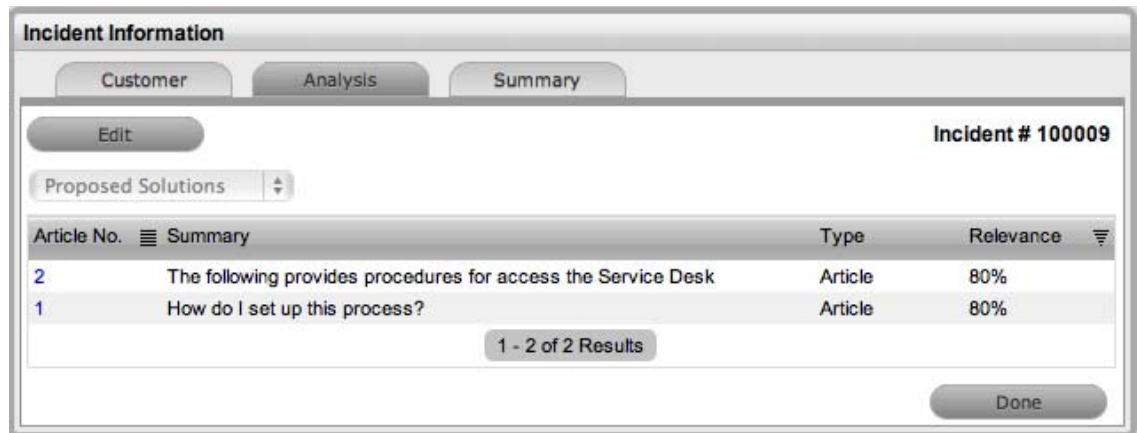 Incident Information
Customer Analysis Summary
Edit Incident # 100009
Proposed Solutions
Article No. Summary Type Relevance
2 The following provides procedures for access the Service Desk Article 80%
1 How do I set up this process? Article 80%
1 - 2 of 2 Results
Done